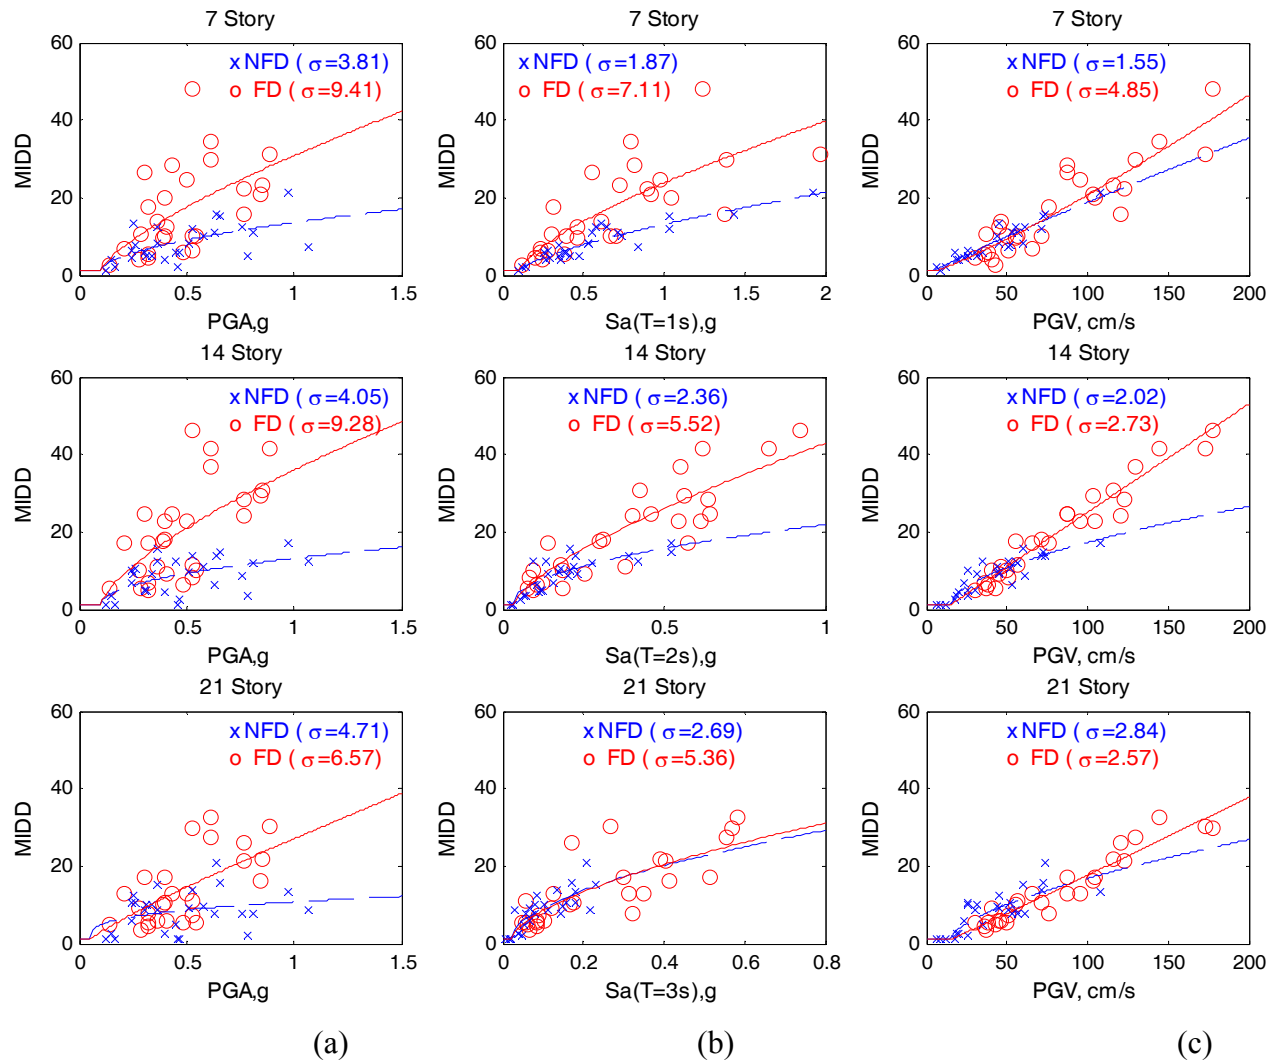 7 Story
60
40
20
0
MIDD
x NFD ( σ=3.81)
o FD ( σ=9.41)
0 0.5 1 1.5
PGA,g
7 Story
60
40
20
0
MIDD
x NFD ( σ=1.87)
o FD ( σ=7.11)
0 0.5 1 1.5 2
Sa(T=1s),g
7 Story
60
40
20
0
MIDD
x NFD ( σ=1.55)
o FD ( σ=4.85)
0 50 100 150 200
PGV, cm/s
14 Story
60
40
20
0
MIDD
x NFD ( σ=4.05)
o FD ( σ=9.28)
0 0.5 1 1.5
PGA,g
14 Story
60
40
20
0
MIDD
x NFD ( σ=2.36)
o FD ( σ=5.52)
0 0.5 1
Sa(T=2s),g
14 Story
60
40
20
0
MIDD
x NFD ( σ=2.02)
o FD ( σ=2.73)
0 50 100 150 200
PGV, cm/s
21 Story
60
40
20
0
MIDD
x NFD ( σ=4.71)
o FD ( σ=6.57)
0 0.5 1 1.5
PGA,g
21 Story
60
40
20
0
MIDD
x NFD ( σ=2.69)
o FD ( σ=5.36)
0 0.2 0.4 0.6 0.8
Sa(T=3s),g
21 Story
60
40
20
0
MIDD
x NFD ( σ=2.84)
o FD ( σ=2.57)
0 50 100 150 200
PGV, cm/s
(a) (b) (c)